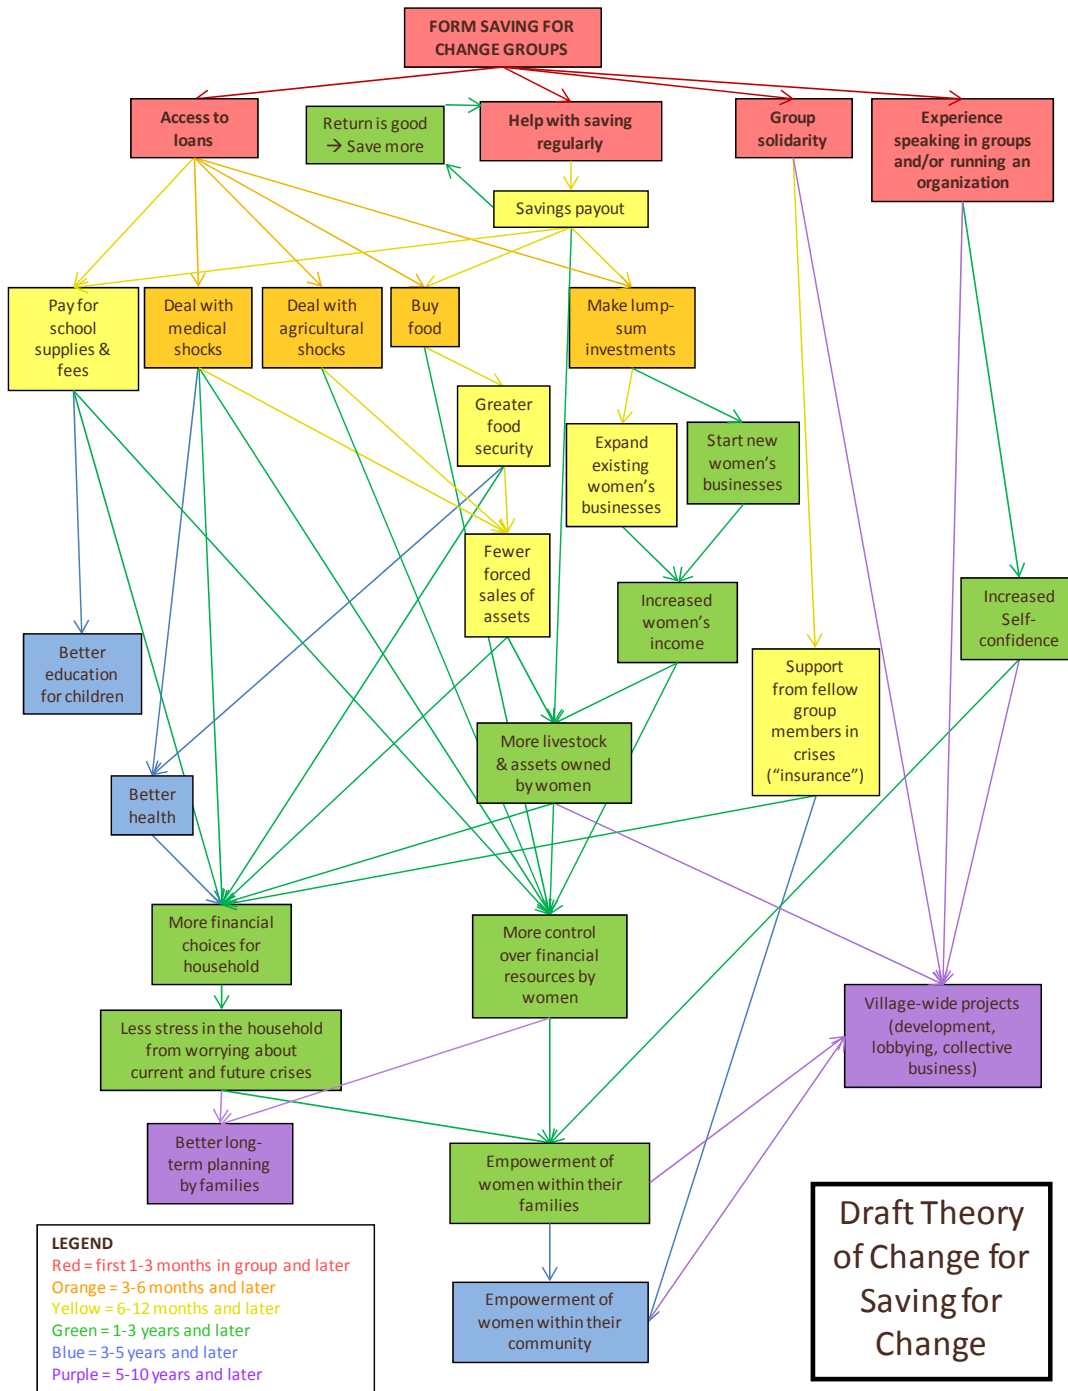 FORM SAVING FOR
CHANGE GROUPS
Access to
loans
Return is good
→ Save more
Help with saving
regularly
Group
solidarity
Experience
speaking in groups
and/or running an
organization
Savings payout
Pay for
school
supplies &
fees
Deal with
medical
shocks
Deal with
agricultural
shocks
Buy
food
Make lump-
sum
investments
Greater
food
security
Expand
existing
women's
businesses
Start new
women's
businesses
Fewer
forced
sales of
assets
Increased
women's
income
Increased
Self-
confidence
Better
education
for children
Support
from fellow
group
members in
crises
("insurance")
More livestock
& assets owned
by women
Better
health
More financial
choices for
household
More control
over financial
resources by
women
Village-wide projects
(development,
lobbying, collective
business)
Less stress in the household
from worrying about
current and future crises
Better long-
term planning
by families
Empowerment of
women within their
families
Empowerment of
women within their
community
Draft Theory
of Change for
Saving for
Change
LEGEND
Red = first 1-3 months in group and later
Orange = 3-6 months and later
Yellow = 6-12 months and later
Green = 1-3 years and later
Blue = 3-5 years and later
Purple = 5-10 years and later